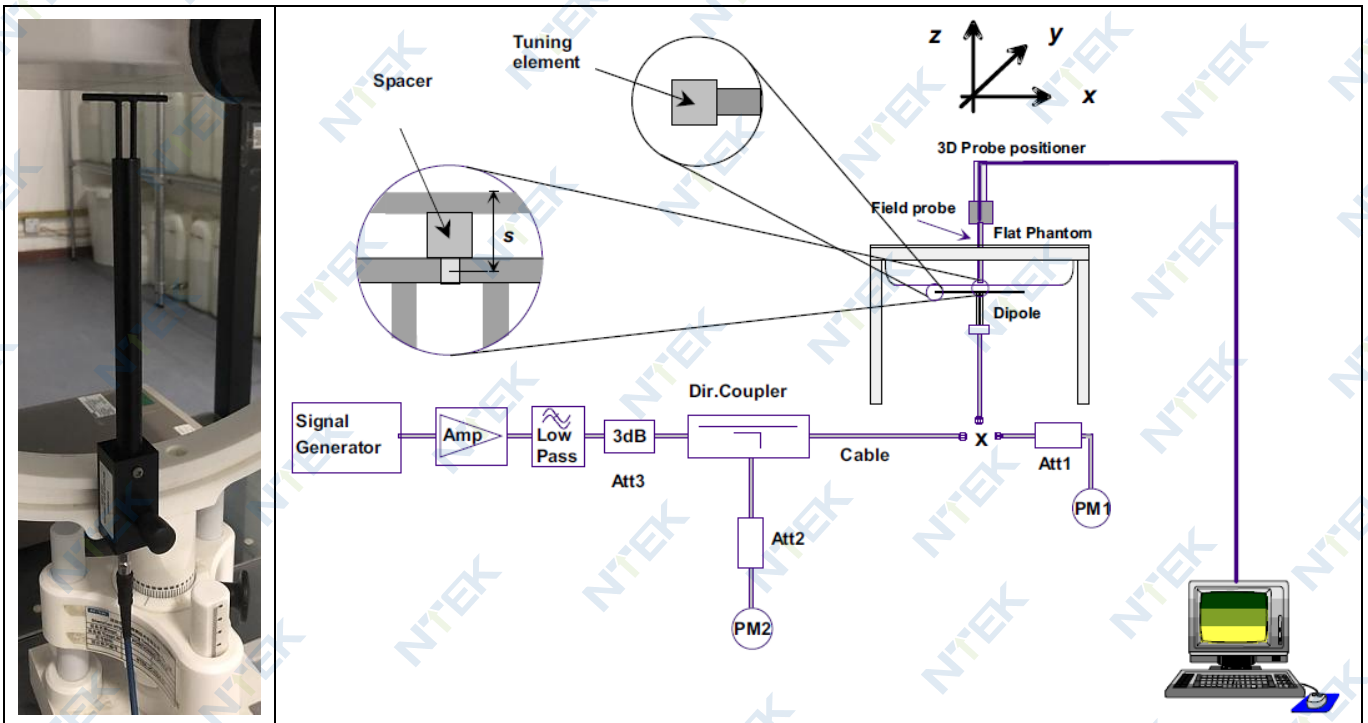 Tuning
element
Spacer
s
z
y
x
3D Probe positioner
Field probe
Flat Phantom
Dipole
Signal
Generator
Amp
Low
Pass
3dB
Att3
Dir.Coupler
Cable
x
Att1
PM1
Att2
PM2
NTEK